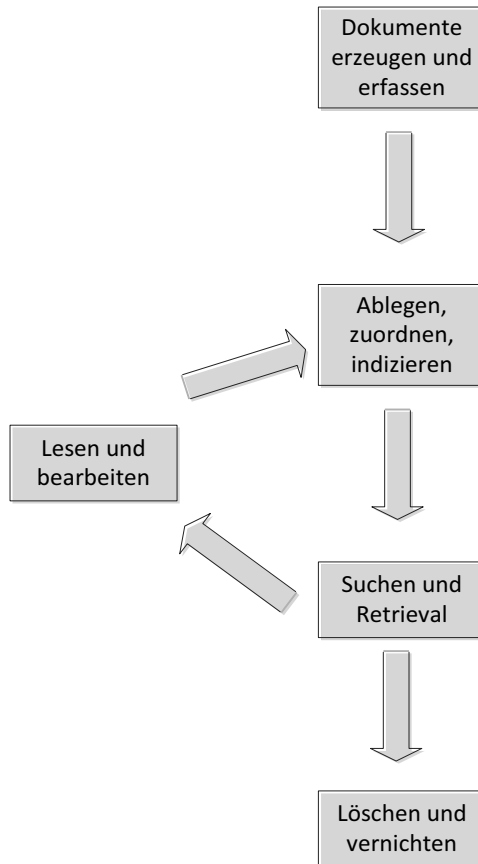 Dokumente
erzeugen und
erfassen
Ablegen,
zuordnen,
indizieren
Lesen und
bearbeiten
Suchen und
Retrieval
Löschen und
vernichten